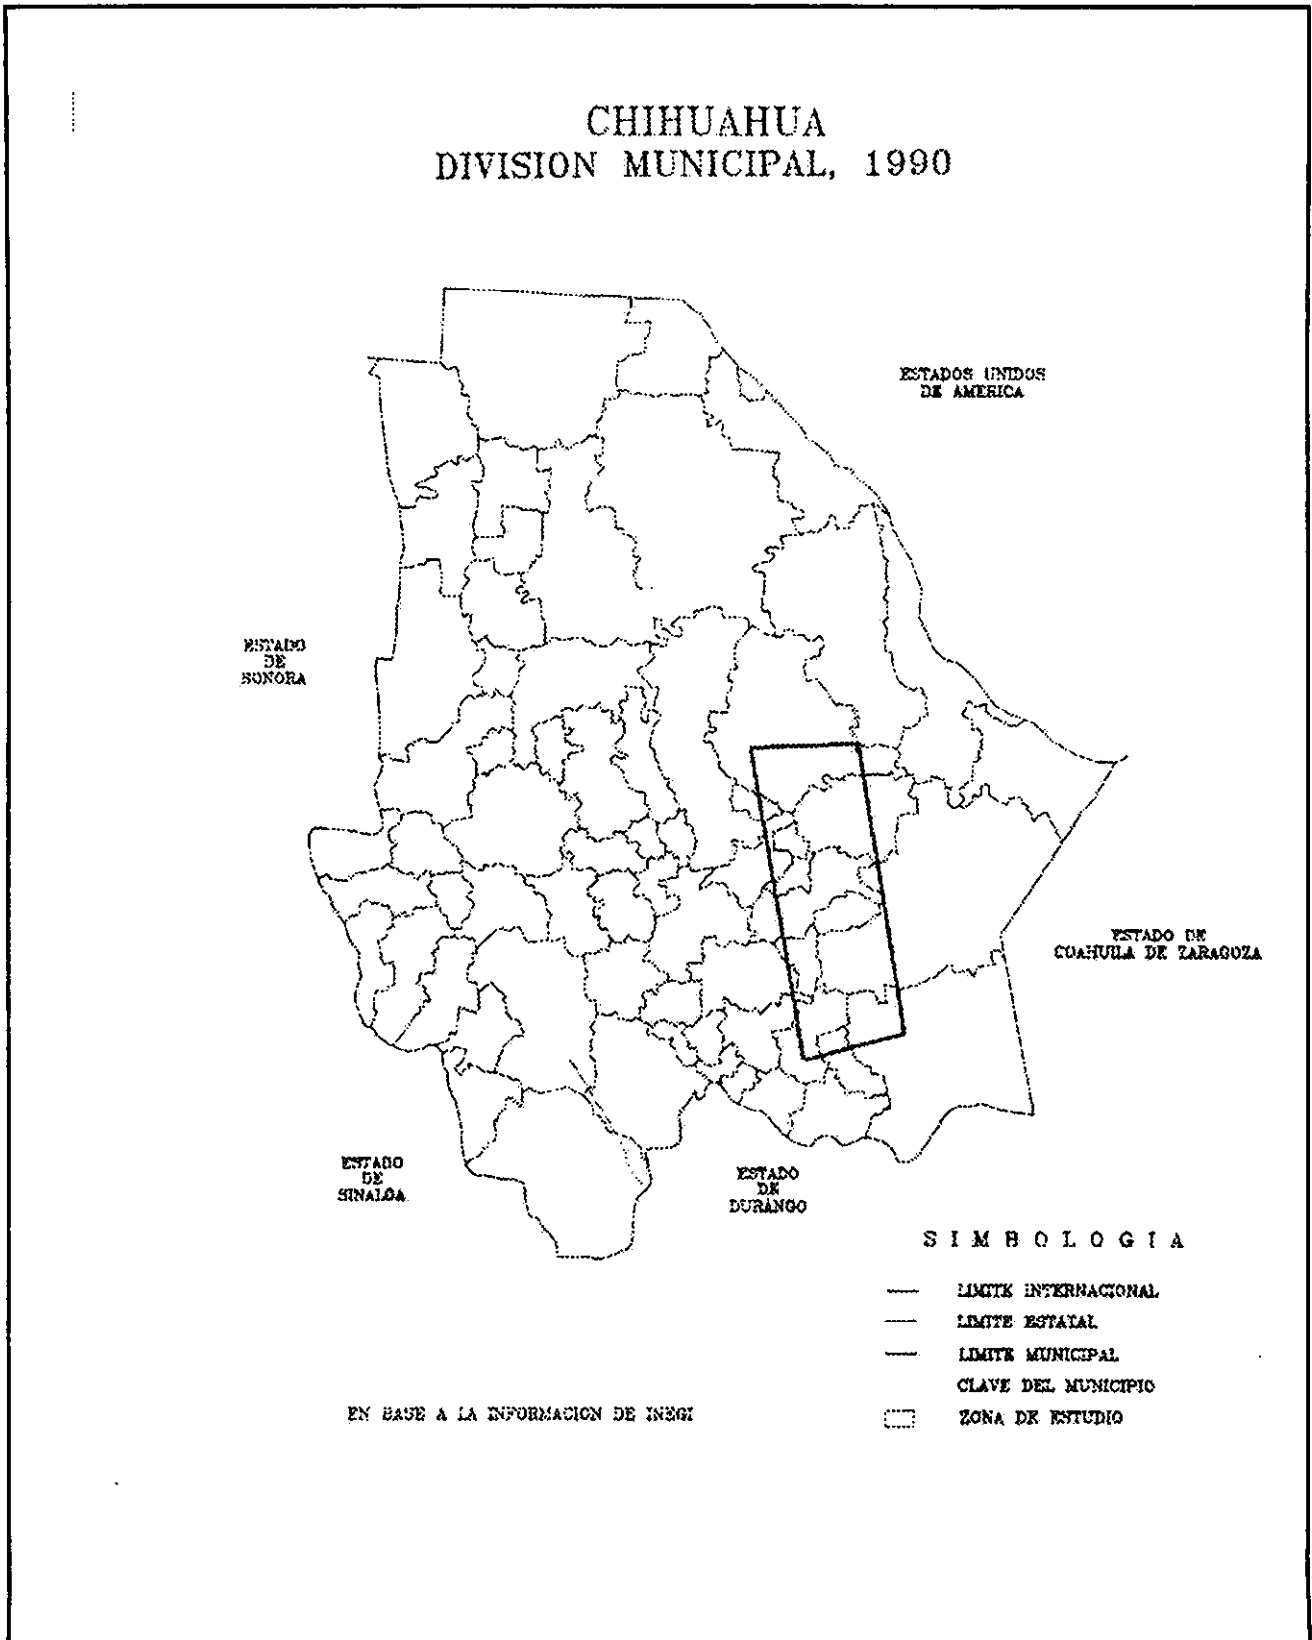 CHIHUAHUA
DIVISION MUNICIPAL, 1990
ESTADOS UNIDOS
DE AMERICA
ESTADO
DE
SONORA
ESTADO DE
COAHUILA DE ZARAGOZA
ESTADO
DE
SINALOA
ESTADO
DE
DURANGO
SIMBOLOGIA
LIMITE INTERNACIONAL
LIMITE ESTATAL
LIMITE MUNICIPAL
CLAVE DEL MUNICIPIO
ZONA DE ESTUDIO
EN BASE A LA INFORMACION DE INEGI